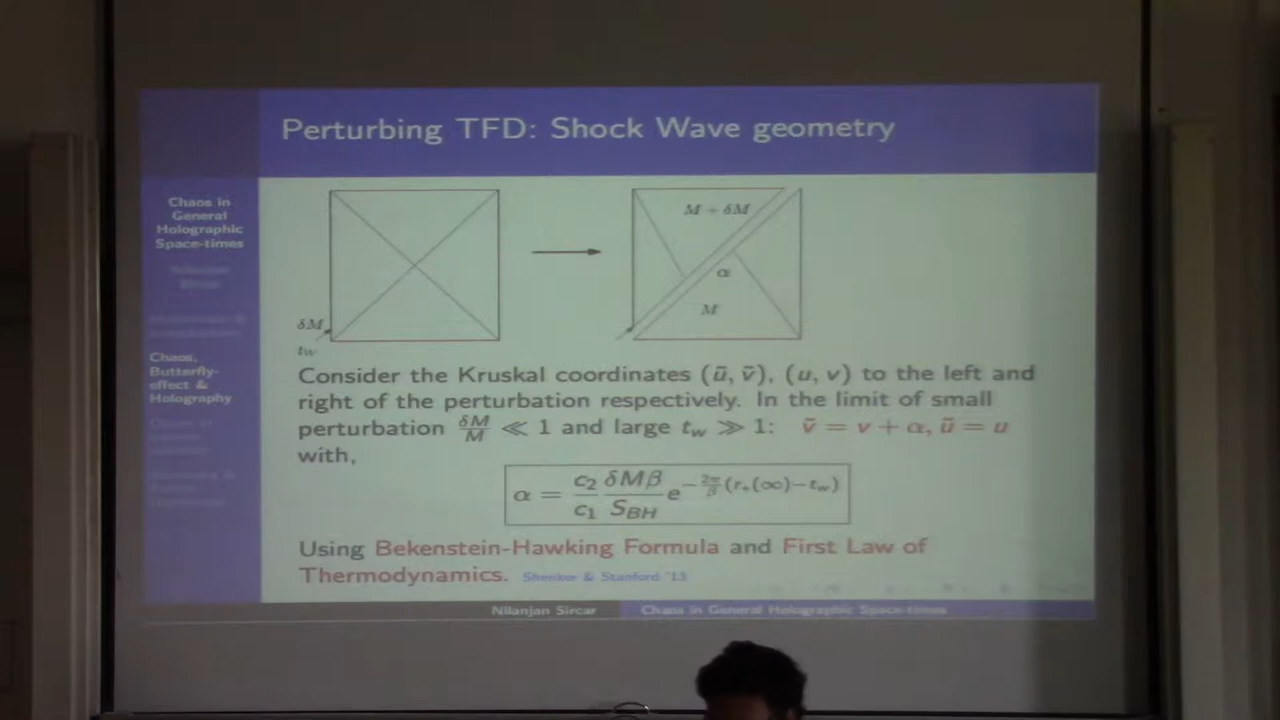 Perturbing TFD: Shock Wave geometry
Chaos in
General
Holographic
Space-times
Nilanjan
Sircar
Chaos,
Butterfly-
effect &
Holography
δM
t_w
M + δM
α
M
Consider the Kruskal coordinates (ũ, ṽ), (u, v) to the left and
right of the perturbation respectively. In the limit of small
perturbation δM/M ≪ 1 and large t_w ≫ 1: ṽ = v + α, ũ = u
with,
α = c₂/c₁ δMβ/S_BH e^{-2π/β (r_*(∞)-t_w)}
Using Bekenstein-Hawking Formula and First Law of
Thermodynamics. Shenker & Stanford '13
Nilanjan Sircar Chaos in General Holographic Space-times